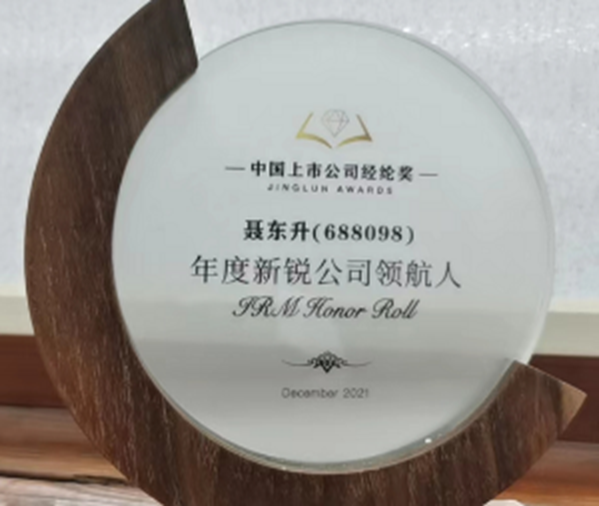 中国上市公司经纶奖
JINGLUN AWARDS
聂东升(688098)
年度新锐公司领航人
IRM Honor Roll
December 2021